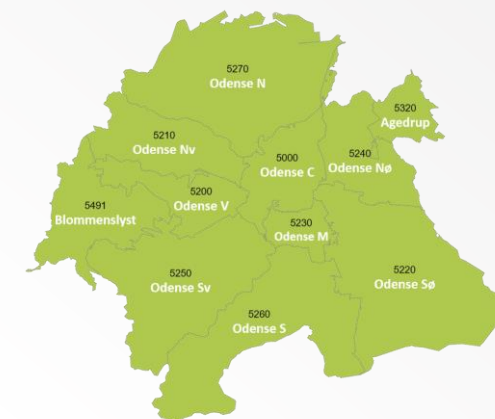 5270
Odense N
5320
Agedrup
5210
Odense Nv
5240
Odense Nø
5000
Odense C
5200
Odense V
5491
Blommenslyst
5230
Odense M
5250
Odense Sv
5220
Odense Sø
5260
Odense S